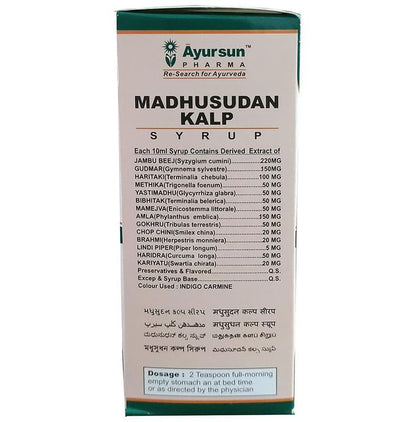 Āyursun™
PHARMA
Re-Search for Ayurveda
MADHUSUDAN
KALP
SYRUP
Each 10ml Syrup Contains Derived Extract of
JAMBU BEEJ(Syzygium cumini)..............220MG
GUDMAR(Gymnema sylvestre)..............150MG
HARITAKI(Terminalia chebula)..............100 MG
METHIKA(Trigonella foenum)..............50 MG
YASTIMADHU(Glycyrrhiza glabra)..............50 MG
BIBHITAK(Terminalia belerica)..............50 MG
MAMEJVA(Enicostemma littorale)..............50 MG
AMLA(Phylanthus emblica)..............150 MG
GOKHRU(Tribulas terrestris)..............50 MG
CHOP CHINI(Smilex china)..............20 MG
BRAHMI(Herpestris monniera)..............20 MG
LINDI PIPER(Piper longum)..............5 MG
HARIDRA(Curcuma longa)..............50 MG
KARIYATU(Swartia chirata)..............20 MG
Preservatives & Flavored..............Q.S.
Excep & Syrup Base..............Q.S.
Colour Used : INDIGO CARMINE
મધુસુદન કલ્પ સીરપ मधुसुदन कल्प सीरप
Dosage : 2 Teaspoon full-morning
empty stomach an at bed time
or as directed by the physician